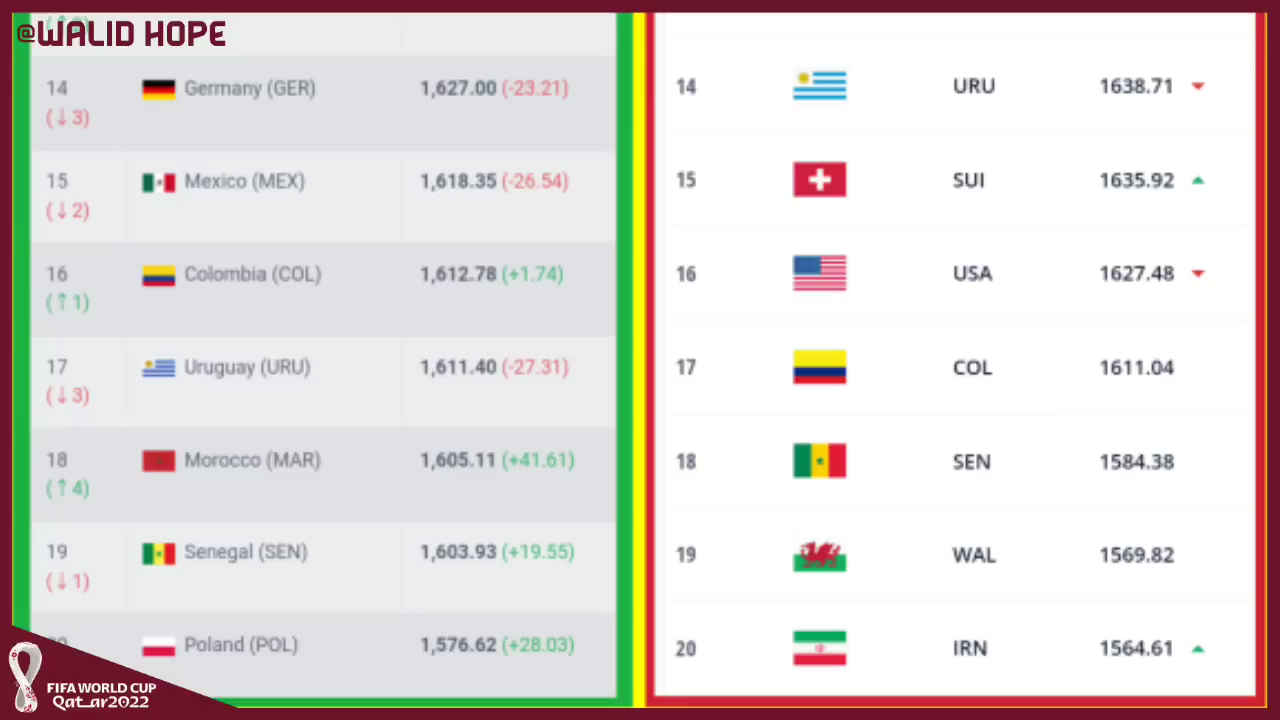 @WALID HOPE
14 Germany (GER) 1,627.00 (-23.21)
(↓3)
15 Mexico (MEX) 1,618.35 (-26.54)
(↓2)
16 Colombia (COL) 1,612.78 (+1.74)
(↑1)
17 Uruguay (URU) 1,611.40 (-27.31)
(↓3)
18 Morocco (MAR) 1,605.11 (+41.61)
(↑4)
19 Senegal (SEN) 1,603.93 (+19.55)
(↓1)
Poland (POL) 1,576.62 (+28.03)
14 URU 1638.71
15 SUI 1635.92
16 USA 1627.48
17 COL 1611.04
18 SEN 1584.38
19 WAL 1569.82
20 IRN 1564.61
FIFA WORLD CUP
Qatar2022